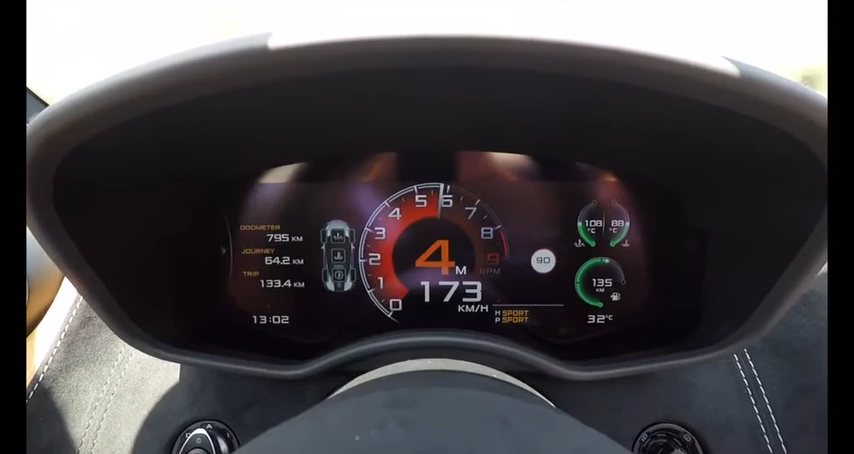 ODOMETER
795 KM
JOURNEY
64.2 KM
TRIP
133.4 KM
13:02
0
1
2
3
4
5
6
7
8
9
RPM
4 M
173
KM/H
90
H SPORT
P SPORT
108 °C
88 °C
135
KM
32°C